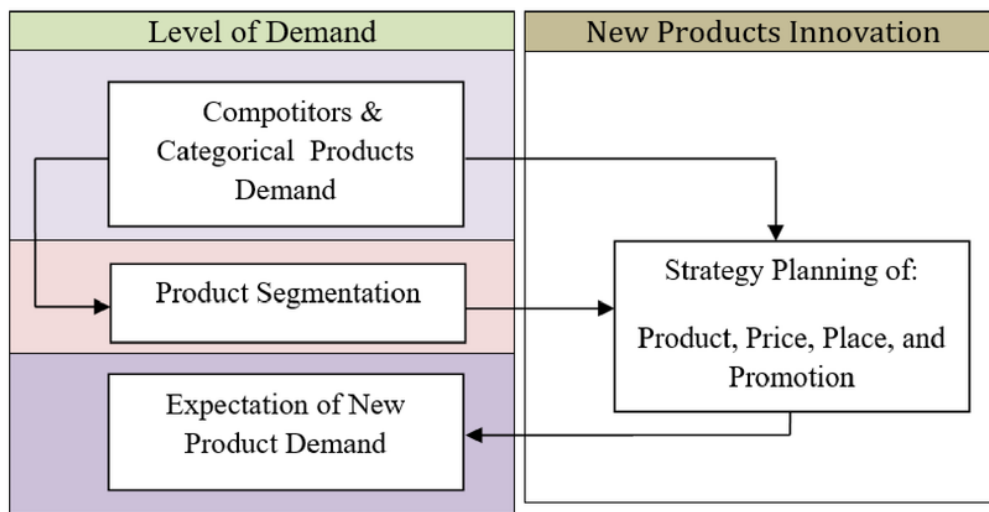 Level of Demand
New Products Innovation
Compotitors &
Categorical Products
Demand
Product Segmentation
Strategy Planning of:
Product, Price, Place, and
Promotion
Expectation of New
Product Demand